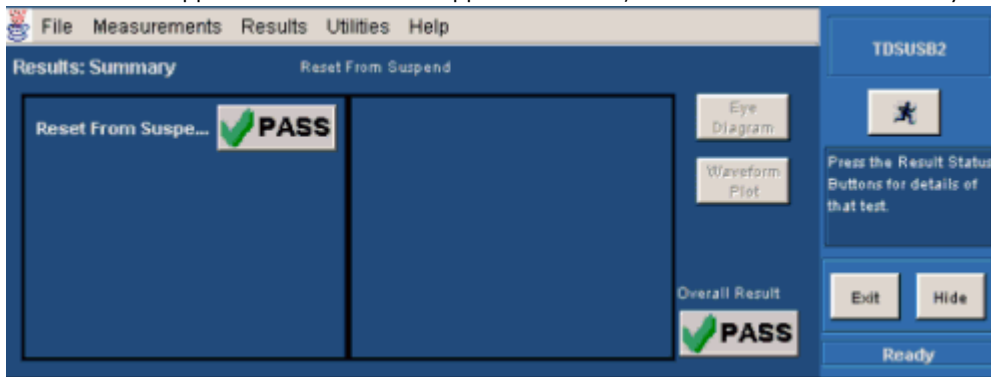 File Measurements Results Utilities Help
Results: Summary Reset From Suspend
Reset From Suspe... PASS
Eye
Diagram
Waveform
Plot
Overall Result
PASS
TDSUSB2
Press the Result Status
Buttons for details of
that test.
Exit Hide
Ready